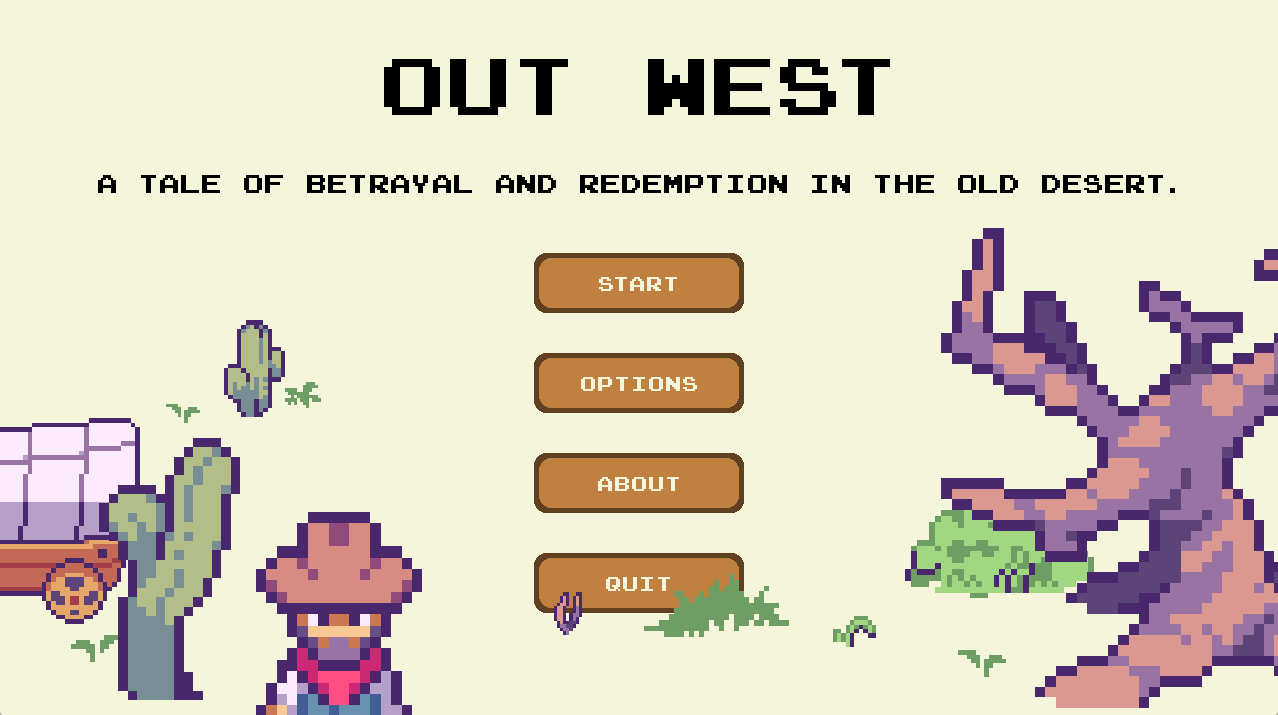 OUT WEST
A TALE OF BETRAYAL AND REDEMPTION IN THE OLD DESERT.
START
OPTIONS
ABOUT
QUIT